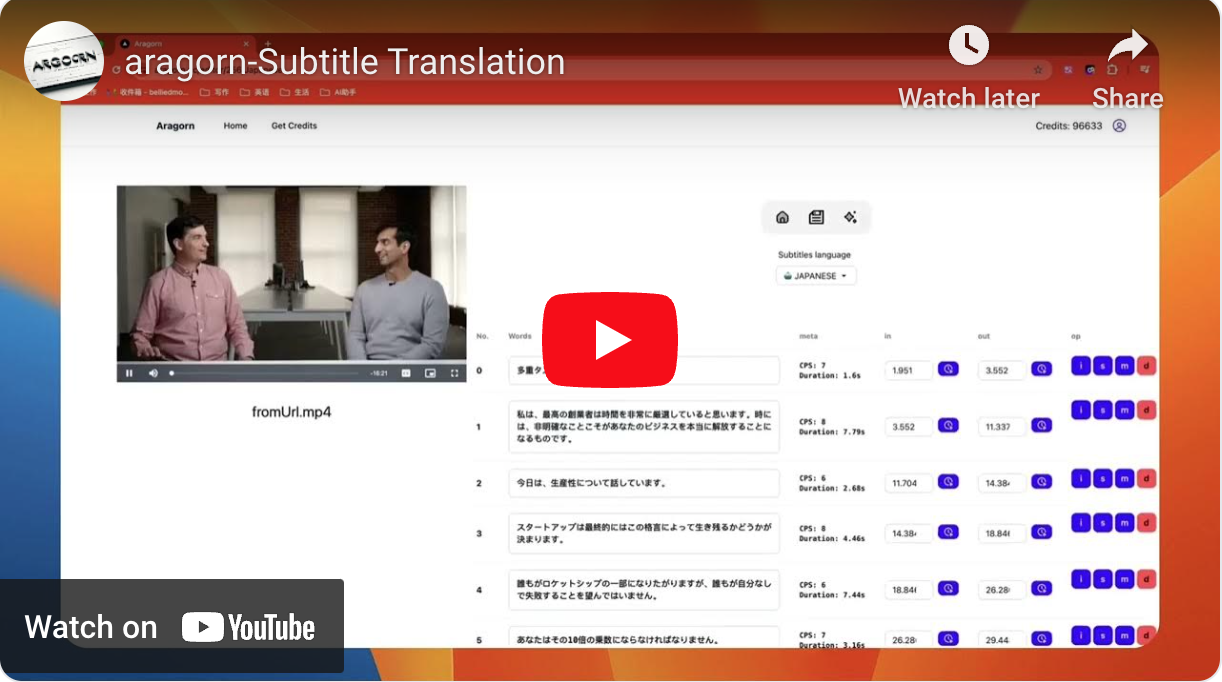 ARGOCRN
Aragorn
aragorn-Subtitle Translation
Watch later
Share
收件箱 - belliedmo...
写作
英语
生活
AI助手
Aragorn
Home
Get Credits
Credits: 96633
fromUrl.mp4
-16:21
Subtitles language
JAPANESE
No.
Words
meta
in
out
op
0
多重タ
CPS: 7
Duration: 1.6s
1.951
3.552
i s m d
1
私は、最高の創業者は時間を非常に厳選していると思います。時に
は、非明確なことこそがあなたのビジネスを本当に解放することに
なるものです。
CPS: 8
Duration: 7.79s
3.552
11.337
i s m d
2
今日は、生産性について話しています。
CPS: 6
Duration: 2.68s
11.704
14.384
i s m d
3
スタートアップは最終的にはこの格言によって生き残るかどうかが
決まります。
CPS: 8
Duration: 4.46s
14.384
18.846
i s m d
4
誰もがロケットシップの一部になりたがりますが、誰もが自分なし
で失敗することを望んではいません。
CPS: 6
Duration: 7.44s
18.846
26.28
i s m d
5
あなたはその10倍の乗数にならなければなりません。
CPS: 7
Duration: 3.16s
26.28
29.44
i s m d
Watch on YouTube